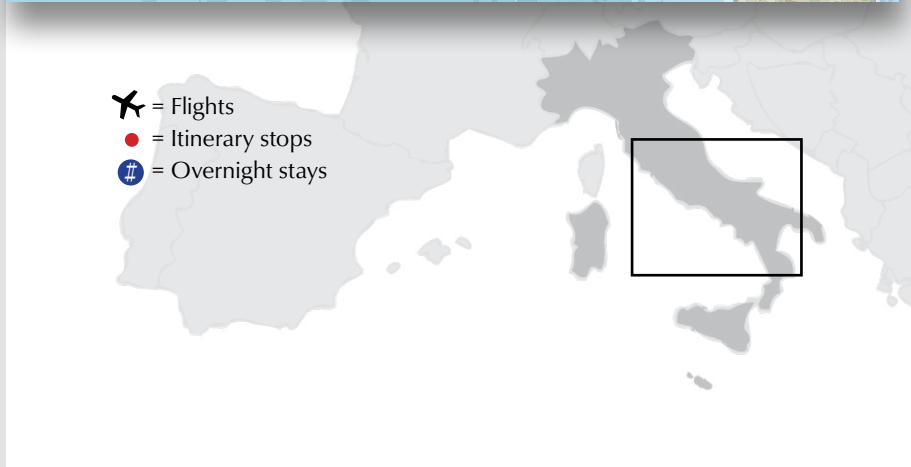 = Flights
= Itinerary stops
# = Overnight stays